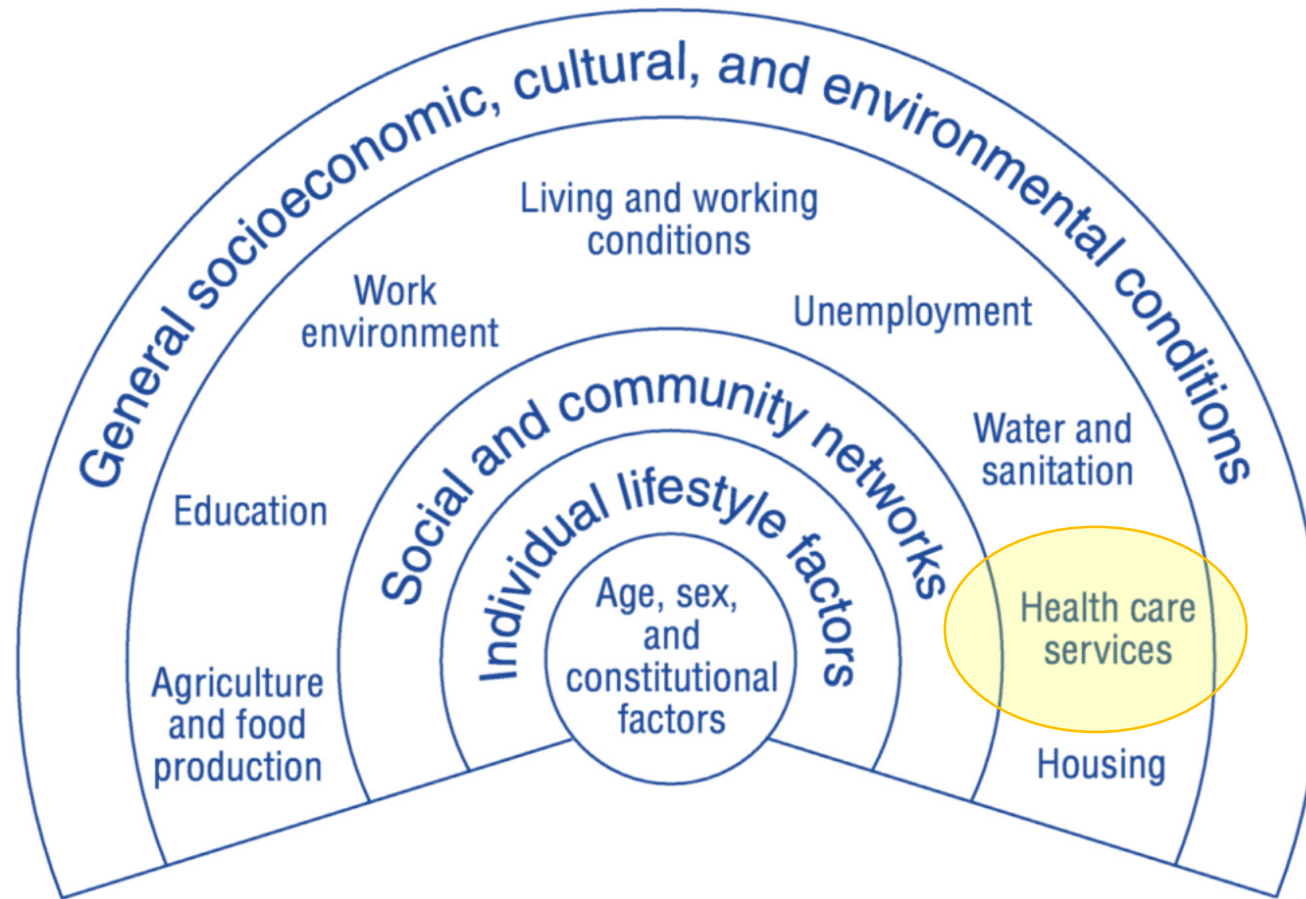 General socioeconomic, cultural, and environmental conditions
Living and working
conditions
Work
environment
Unemployment
Water and
sanitation
Education
Health care
services
Agriculture
and food
production
Housing
Social and community networks
Individual lifestyle factors
Age, sex,
and
constitutional
factors